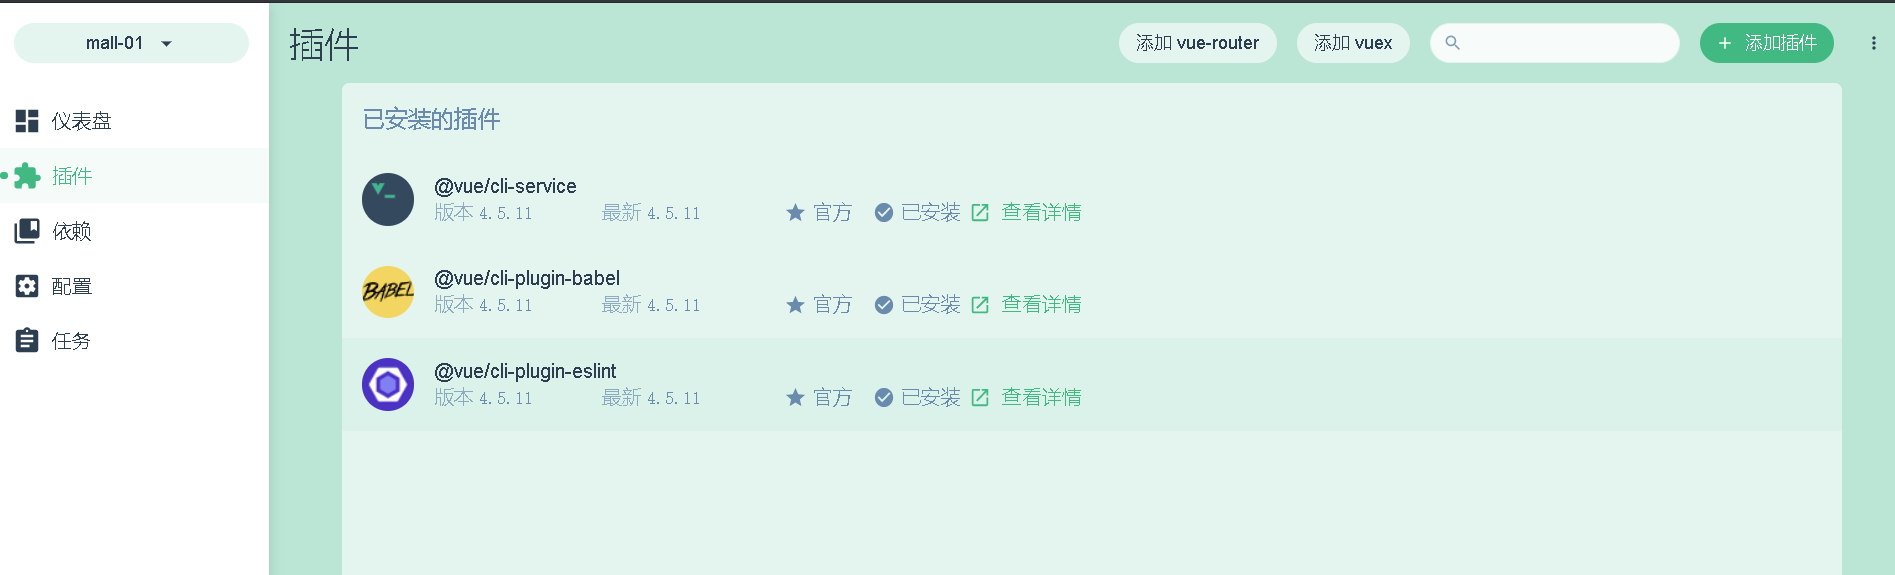 mall-01
仪表盘
插件
依赖
配置
任务
插件
添加 vue-router
添加 vuex
添加插件
已安装的插件
@vue/cli-service
版本 4.5.11 最新 4.5.11 官方 已安装 查看详情
BABEL
@vue/cli-plugin-babel
版本 4.5.11 最新 4.5.11 官方 已安装 查看详情
@vue/cli-plugin-eslint
版本 4.5.11 最新 4.5.11 官方 已安装 查看详情